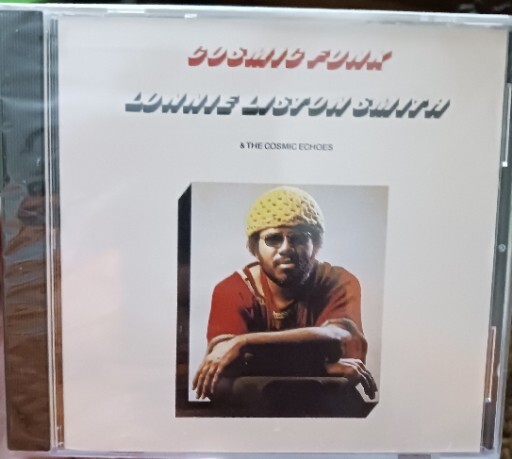 COSMIC FUNK
LONNIE LISTON SMITH
& THE COSMIC ECHOES